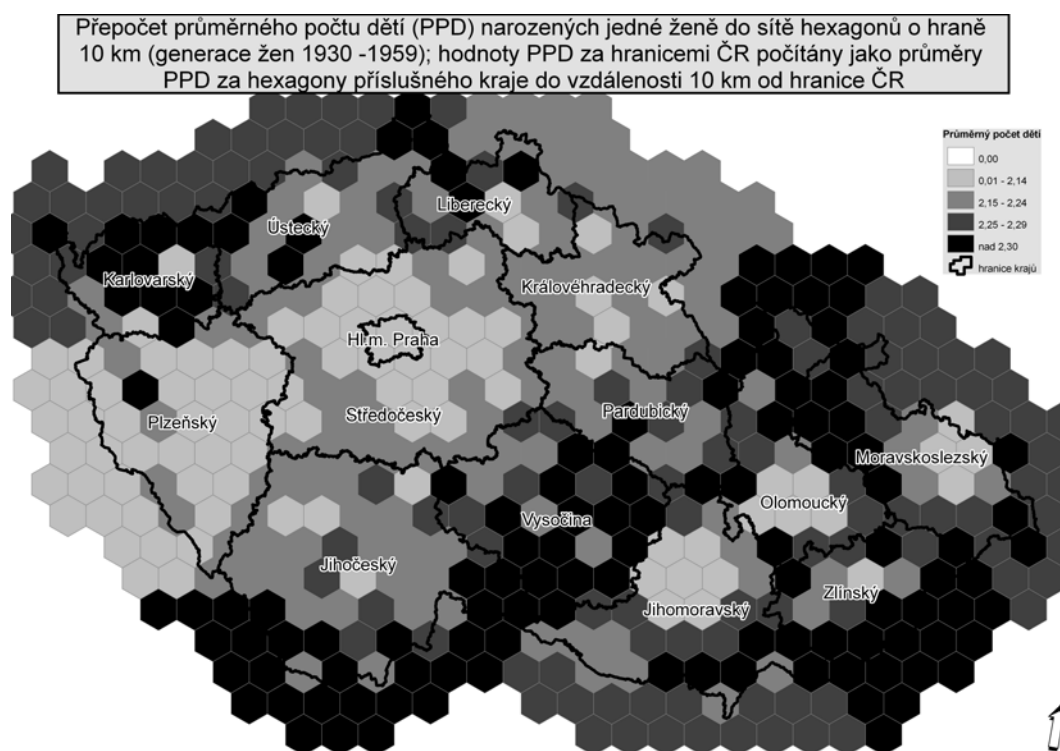 Přepočet průměrného počtu dětí (PPD) narozených jedné ženě do sítě hexagonů o hraně
10 km (generace žen 1930 -1959); hodnoty PPD za hranicemi ČR počítány jako průměry
PPD za hexagony příslušného kraje do vzdálenosti 10 km od hranice ČR
Průměrný počet dětí
0,00
0,01 - 2,14
2,15 - 2,24
2,25 - 2,29
nad 2,30
hranice krajů
Liberecký
Ústecký
Karlovarský
Královéhradecký
Hl.m. Praha
Středočeský
Pardubický
Plzeňský
Moravskoslezský
Olomoucký
Vysočina
Jihočeský
Zlínský
Jihomoravský